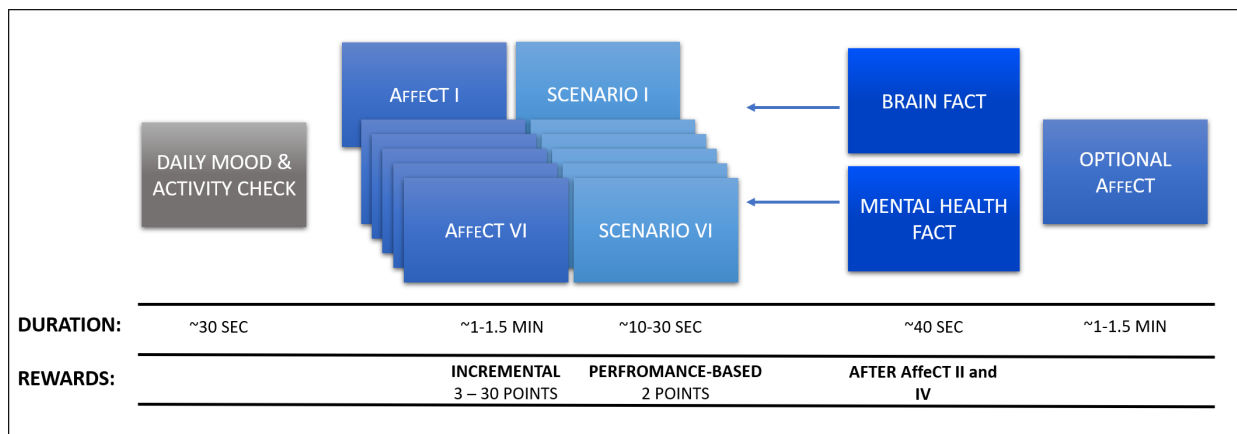 DAILY MOOD &
ACTIVITY CHECK
AFFECT I
SCENARIO I
AFFECT VI
SCENARIO VI
BRAIN FACT
MENTAL HEALTH
FACT
OPTIONAL
AFFECT
DURATION: ~30 SEC ~1-1.5 MIN ~10-30 SEC ~40 SEC ~1-1.5 MIN
REWARDS: INCREMENTAL PERFROMANCE-BASED AFTER AffeCT II and
3 – 30 POINTS 2 POINTS IV